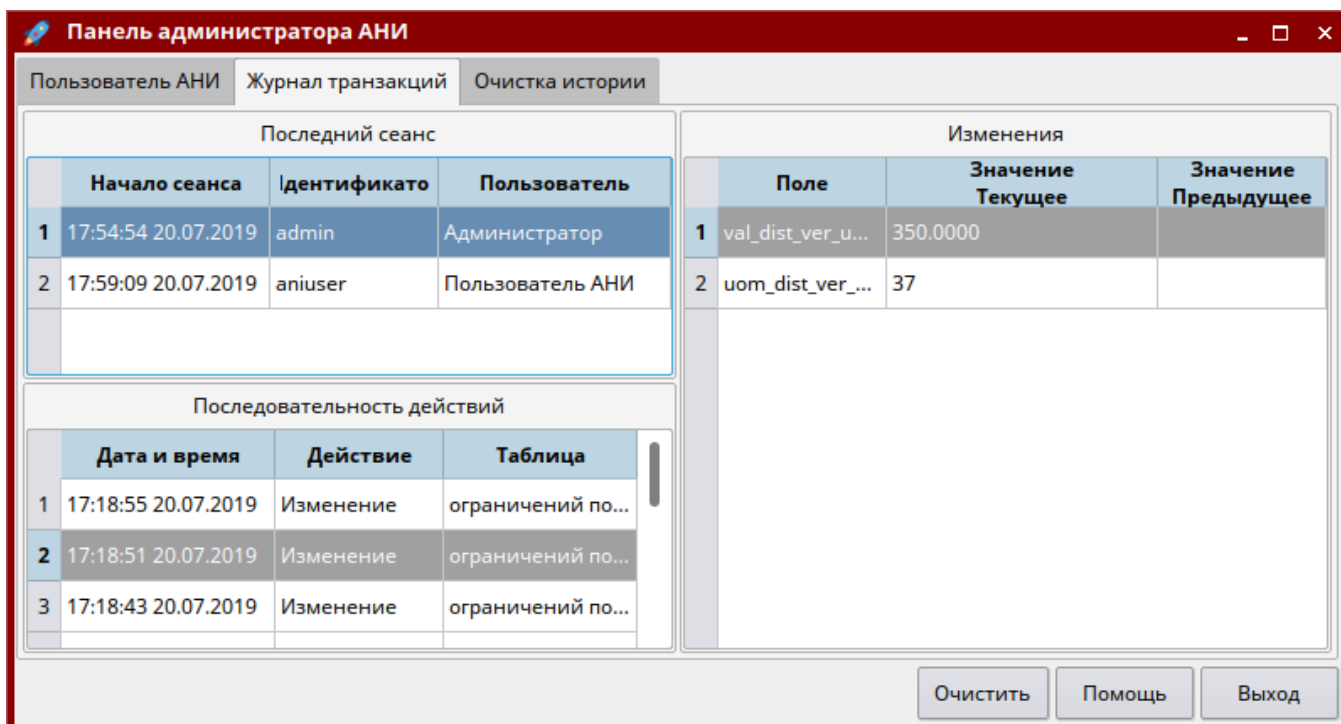 Панель администратора АНИ
Пользователь АНИ Журнал транзакций Очистка истории
Последний сеанс
Начало сеанса Идентификато Пользователь
1 17:54:54 20.07.2019 admin Администратор
2 17:59:09 20.07.2019 aniuser Пользователь АНИ
Последовательность действий
Дата и время Действие Таблица
1 17:18:55 20.07.2019 Изменение ограничений по...
2 17:18:51 20.07.2019 Изменение ограничений по...
3 17:18:43 20.07.2019 Изменение ограничений по...
Изменения
Поле Значение Текущее Значение Предыдущее
1 val_dist_ver_u... 350.0000
2 uom_dist_ver_... 37
Очистить Помощь Выход